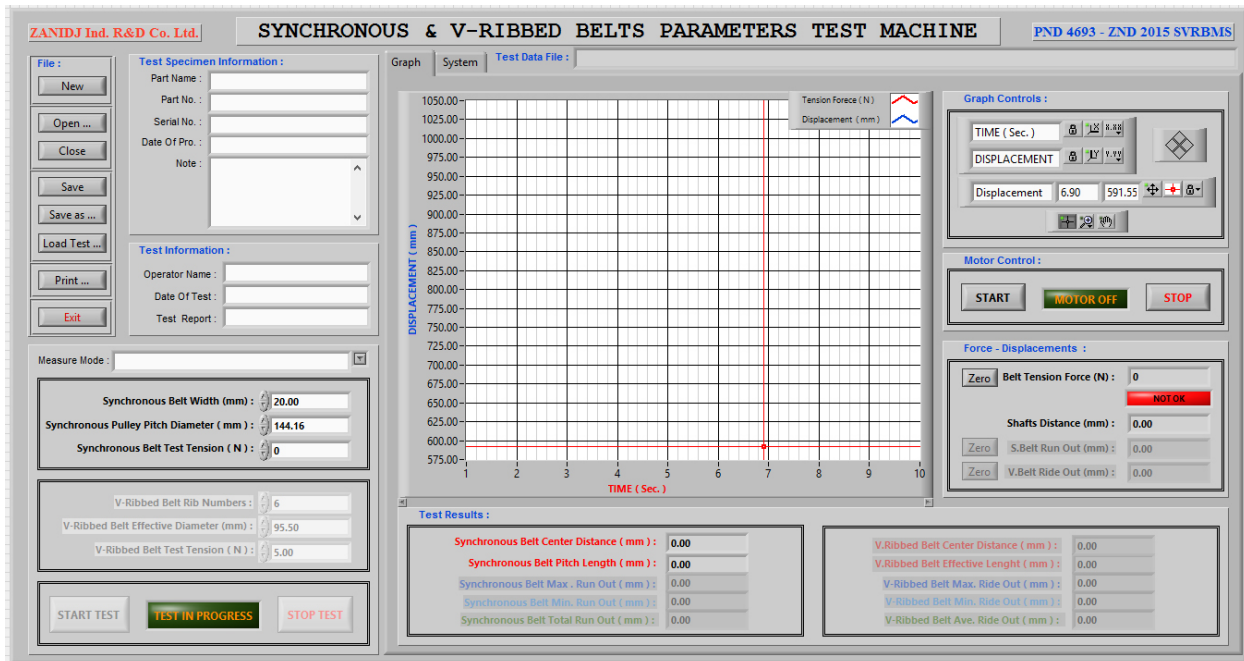 ZANIDJ Ind. R&D Co. Ltd.
SYNCHRONOUS & V-RIBBED BELTS PARAMETERS TEST MACHINE
PND 4693 - ZND 2015 SVRBMS
File :
New
Open ...
Close
Save
Save as ...
Load Test ...
Print ...
Exit
Test Specimen Information :
Part Name :
Part No. :
Serial No. :
Date Of Pro. :
Note :
Test Information :
Operator Name :
Date Of Test :
Test Report :
Measure Mode :
Synchronous Belt Width (mm) : 20.00
Synchronous Pulley Pitch Diameter ( mm ) : 144.16
Synchronous Belt Test Tension ( N ) : 0
V-Ribbed Belt Rib Numbers : 6
V-Ribbed Belt Effective Diameter (mm) : 95.50
V-Ribbed Belt Test Tension ( N ) : 5.00
START TEST
TEST IN PROGRESS
STOP TEST
Graph
System
Test Data File :
Tension Forece ( N )
Displacement ( mm )
DISPLACEMENT ( mm )
1050.00
1025.00
1000.00
975.00
950.00
925.00
900.00
875.00
850.00
825.00
800.00
775.00
750.00
725.00
700.00
675.00
650.00
625.00
600.00
575.00
1 2 3 4 5 6 7 8 9 10
TIME ( Sec. )
Graph Controls :
TIME ( Sec. )
DISPLACEMENT
Displacement 6.90 591.55
Motor Control :
START
MOTOR OFF
STOP
Force - Displacements :
Zero Belt Tension Force (N) : 0
NOT OK
Shafts Distance (mm) : 0.00
Zero S.Belt Run Out (mm) : 0.00
Zero V.Belt Ride Out (mm) : 0.00
Test Results :
Synchronous Belt Center Distance ( mm ) : 0.00
Synchronous Belt Pitch Length ( mm ) : 0.00
Synchronous Belt Max . Run Out ( mm ) : 0.00
Synchronous Belt Min. Run Out ( mm ) : 0.00
Synchronous Belt Total Run Out ( mm ) : 0.00
V.Ribbed Belt Center Distance ( mm ) : 0.00
V.Ribbed Belt Effective Lenght ( mm ) : 0.00
V-Ribbed Belt Max. Ride Out ( mm ) : 0.00
V-Ribbed Belt Min. Ride Out ( mm ) : 0.00
V-Ribbed Belt Ave. Ride Out ( mm ) : 0.00